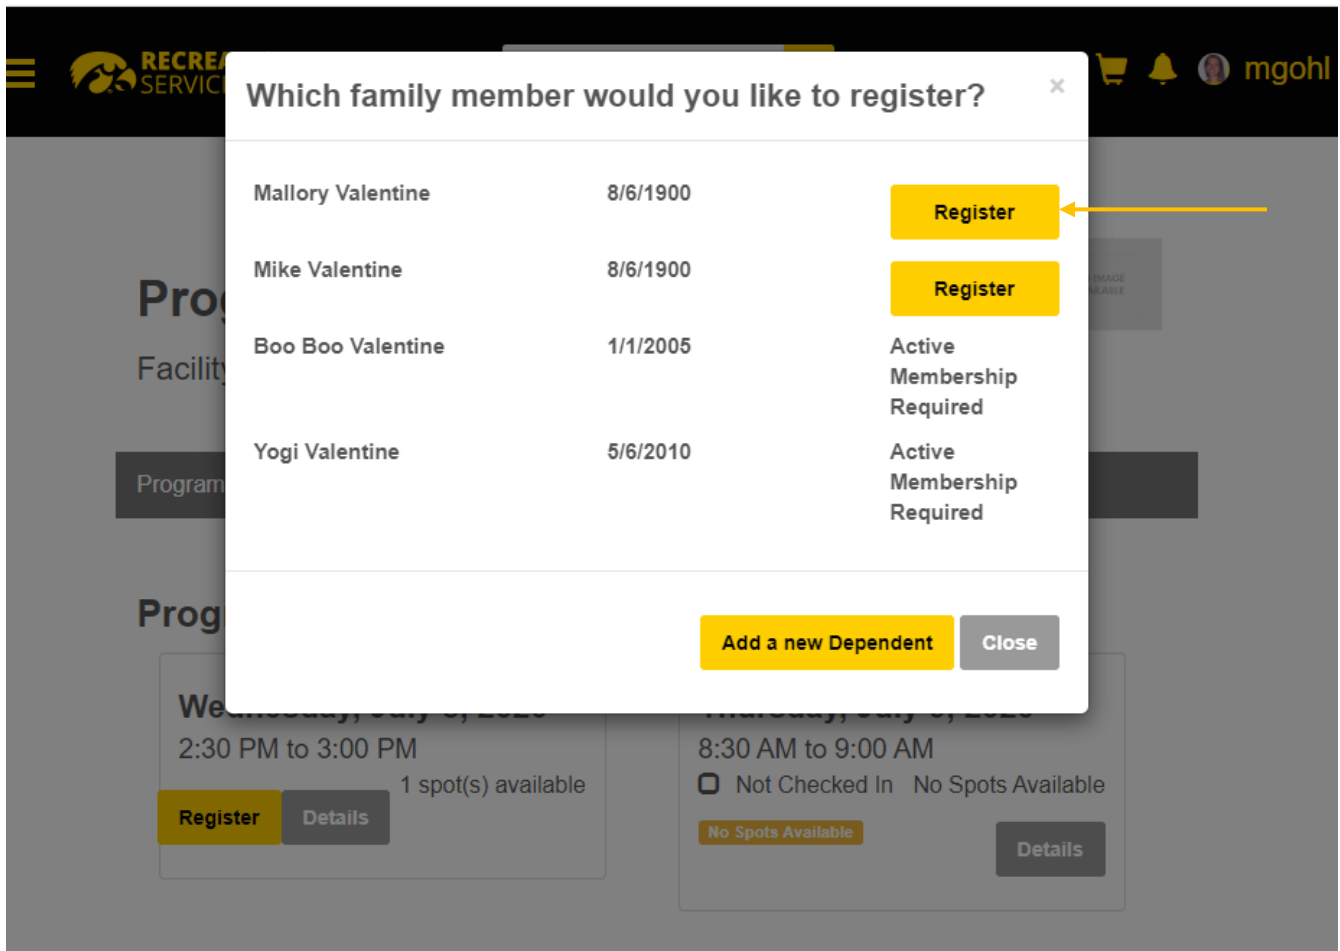 RECREA
SERVIC
mgohl
Which family member would you like to register?
×
Mallory Valentine 8/6/1900 Register
Mike Valentine 8/6/1900 Register
IMAGE
Boo Boo Valentine 1/1/2005 Active
Membership
Required
Yogi Valentine 5/6/2010 Active
Membership
Required
Facility
Program
Prog
Add a new Dependent Close
2:30 PM to 3:00 PM
1 spot(s) available
Register Details
8:30 AM to 9:00 AM
Not Checked In No Spots Available
No Spots Available
Details